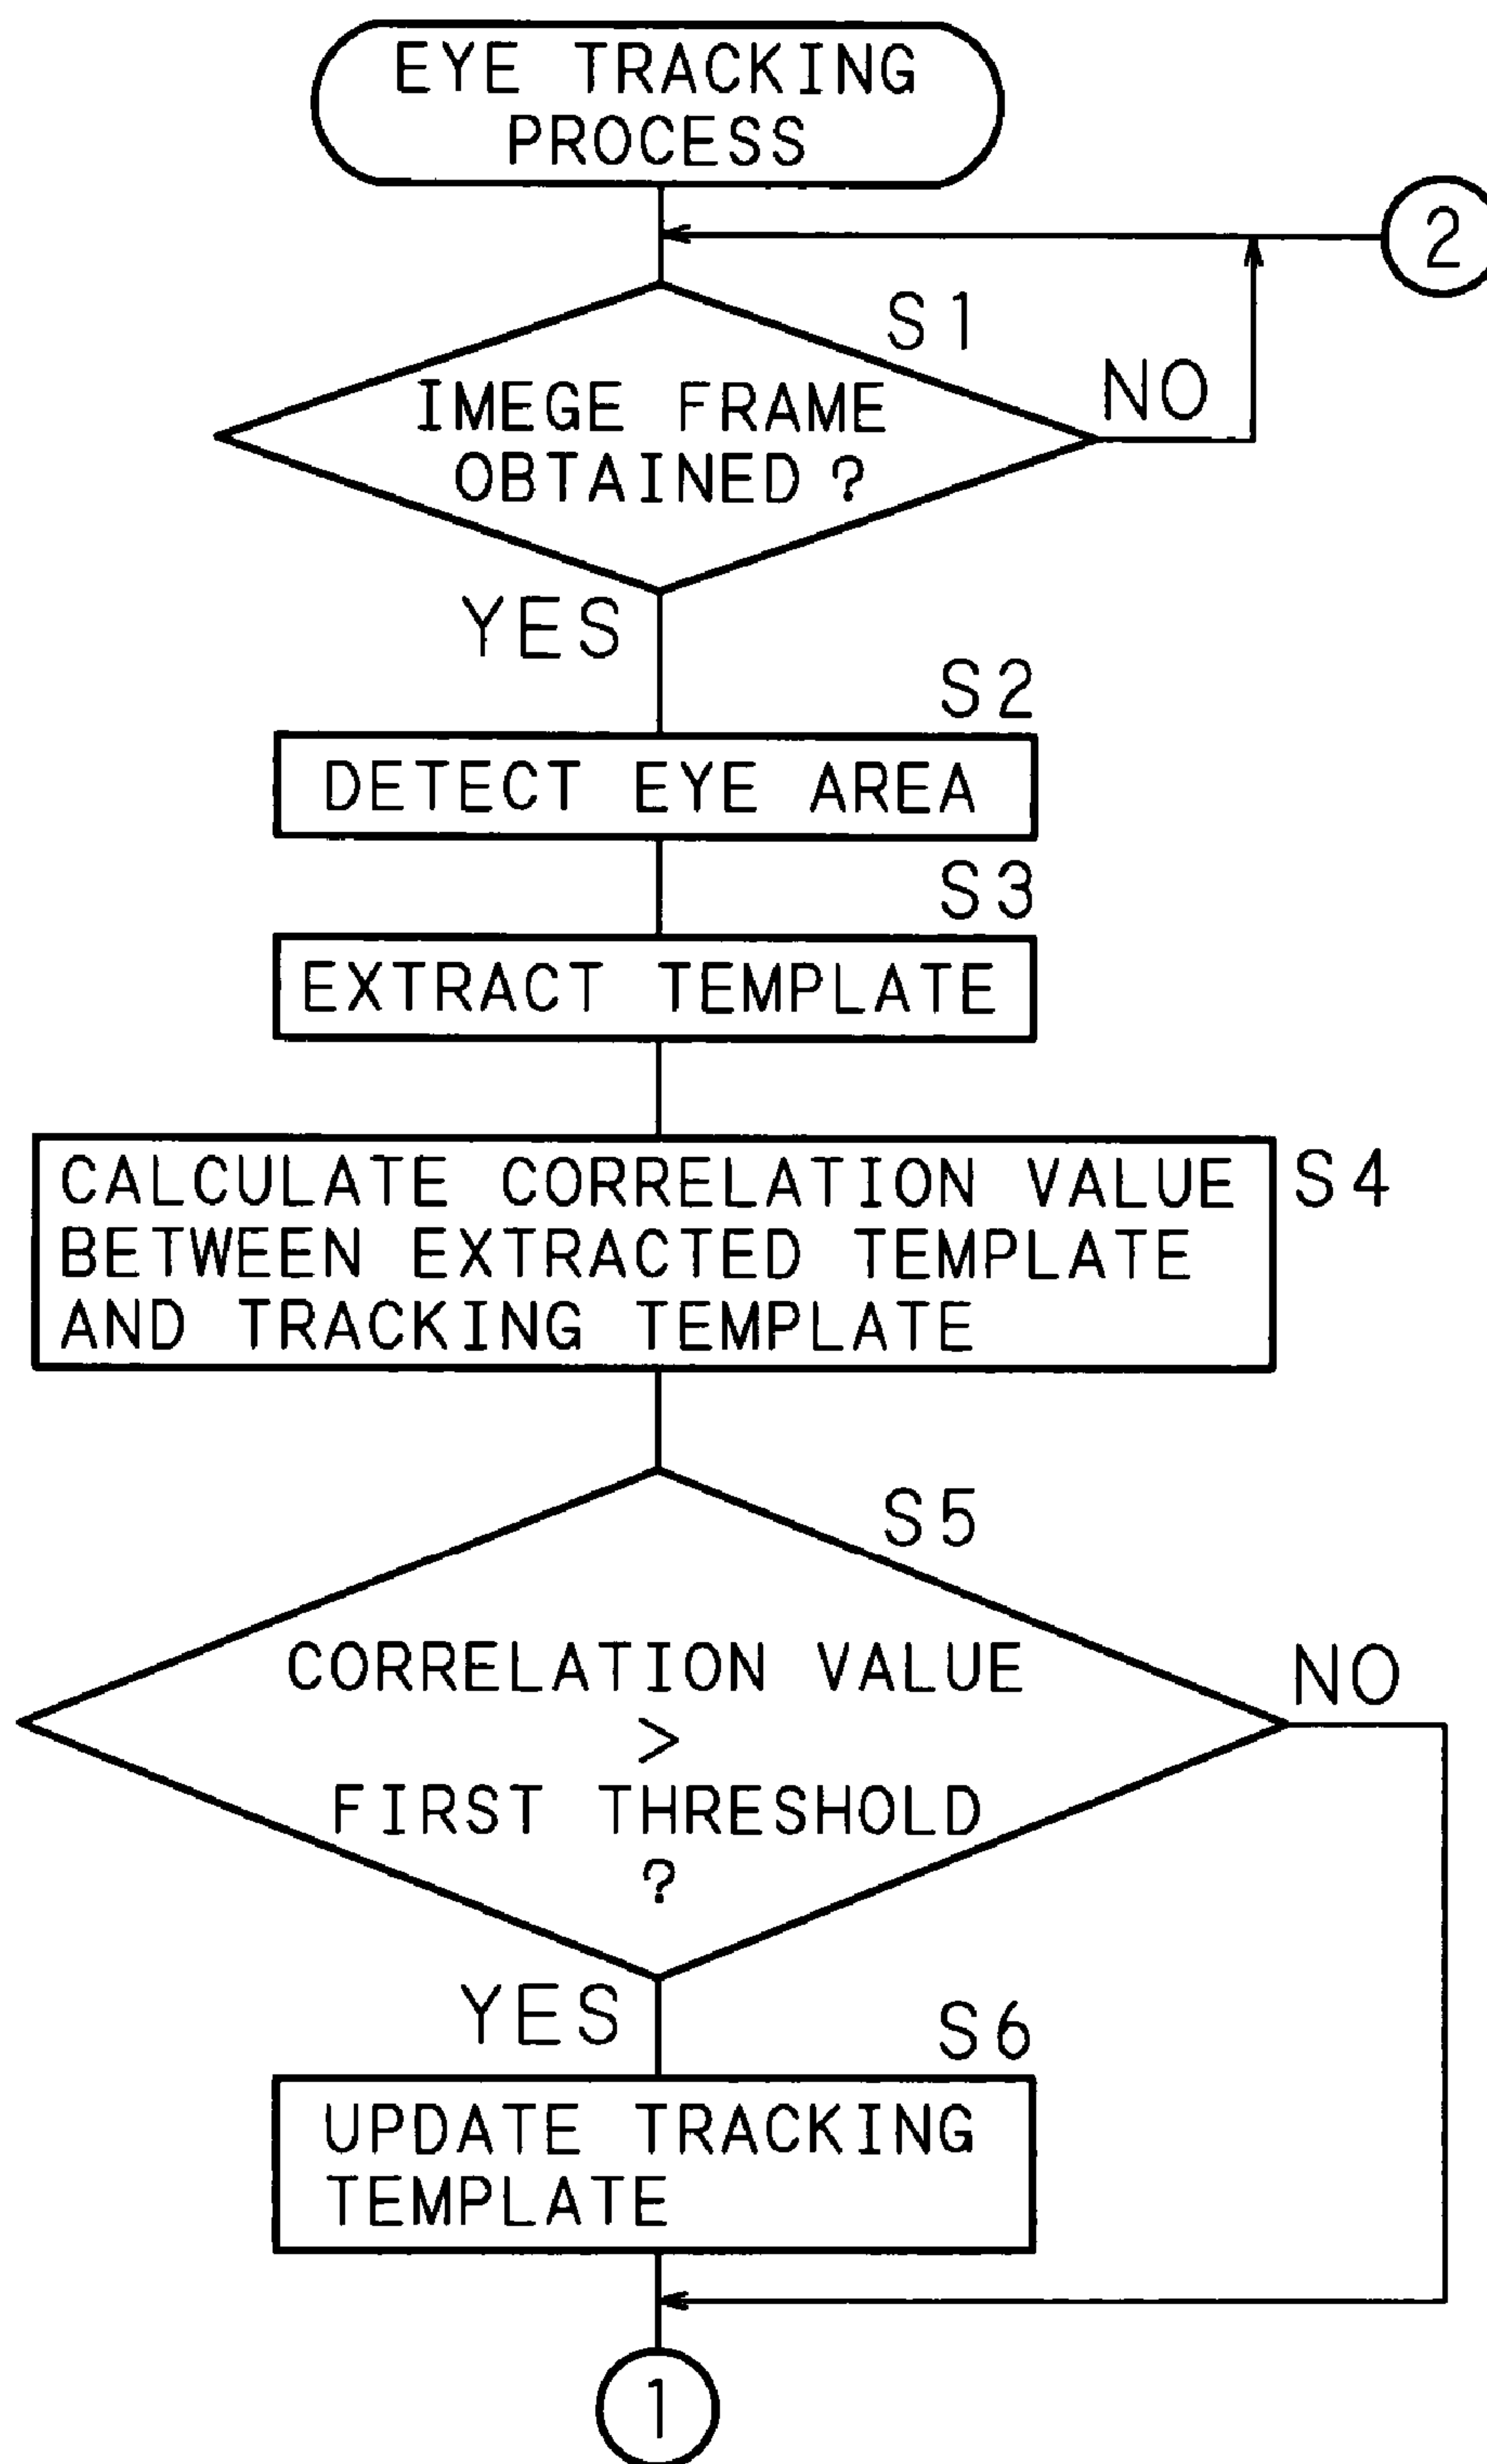 EYE TRACKING
PROCESS
2
S1
IMEGE FRAME
OBTAINED ?
NO
YES
S2
DETECT EYE AREA
S3
EXTRACT TEMPLATE
CALCULATE CORRELATION VALUE
BETWEEN EXTRACTED TEMPLATE
AND TRACKING TEMPLATE
S4
S5
CORRELATION VALUE
>
FIRST THRESHOLD
?
NO
YES
S6
UPDATE TRACKING
TEMPLATE
1